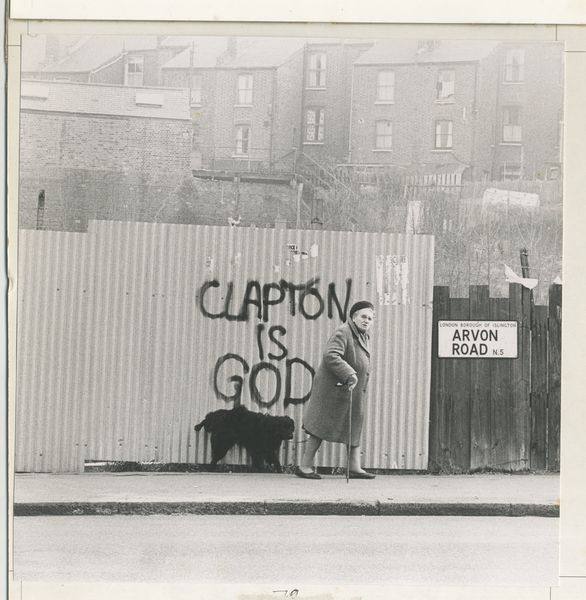 CLAPTON
IS
GOD
LONDON BOROUGH OF ISLINGTON
ARVON
ROAD N.5